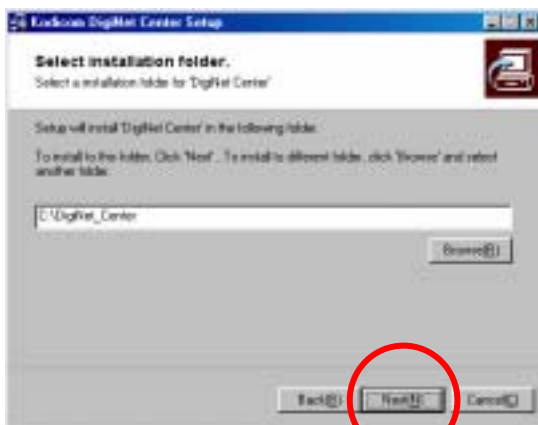 Kodicom DigiNet Center Setup
Select installation folder.
Select a installation folder for 'DigiNet Center'
Setup will install 'DigiNet Center' in the following folder.
To install to this folder, Click 'Next'. To install to different folder, click 'Browse' and select
another folder.
C:\DigiNet_Center
Browse(R)
Back(B)
Next(N)
Cancel(C)